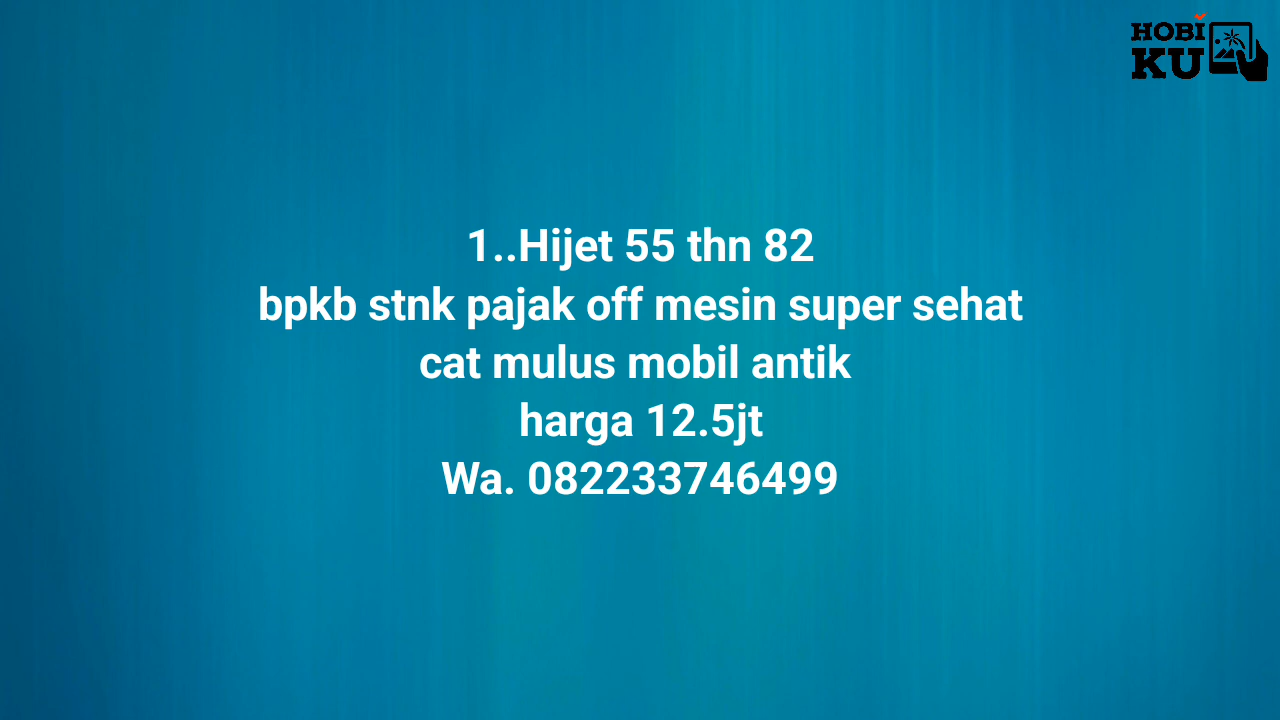 HOBI
KU
1..Hijet 55 thn 82
bpkb stnk pajak off mesin super sehat
cat mulus mobil antik
harga 12.5jt
Wa. 082233746499